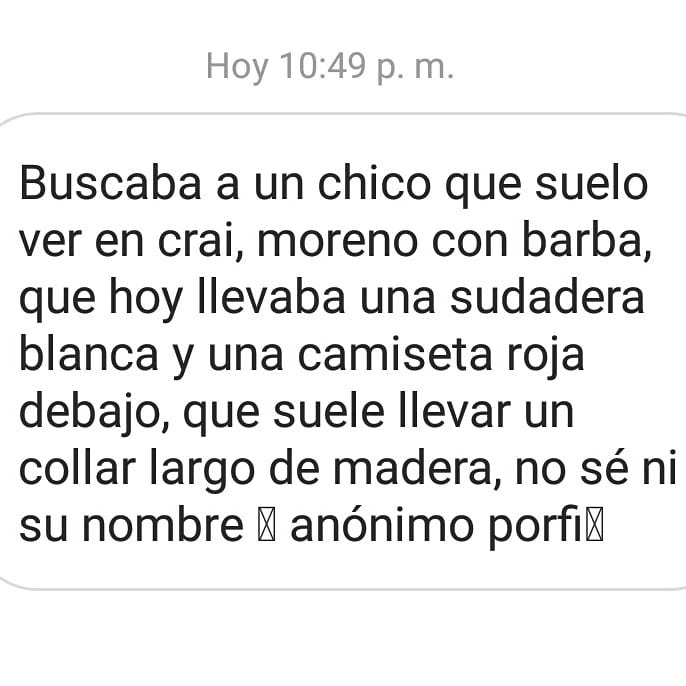 Hoy 10:49 p. m.
Buscaba a un chico que suelo
ver en crai, moreno con barba,
que hoy llevaba una sudadera
blanca y una camiseta roja
debajo, que suele llevar un
collar largo de madera, no sé ni
su nombre anónimo porfi